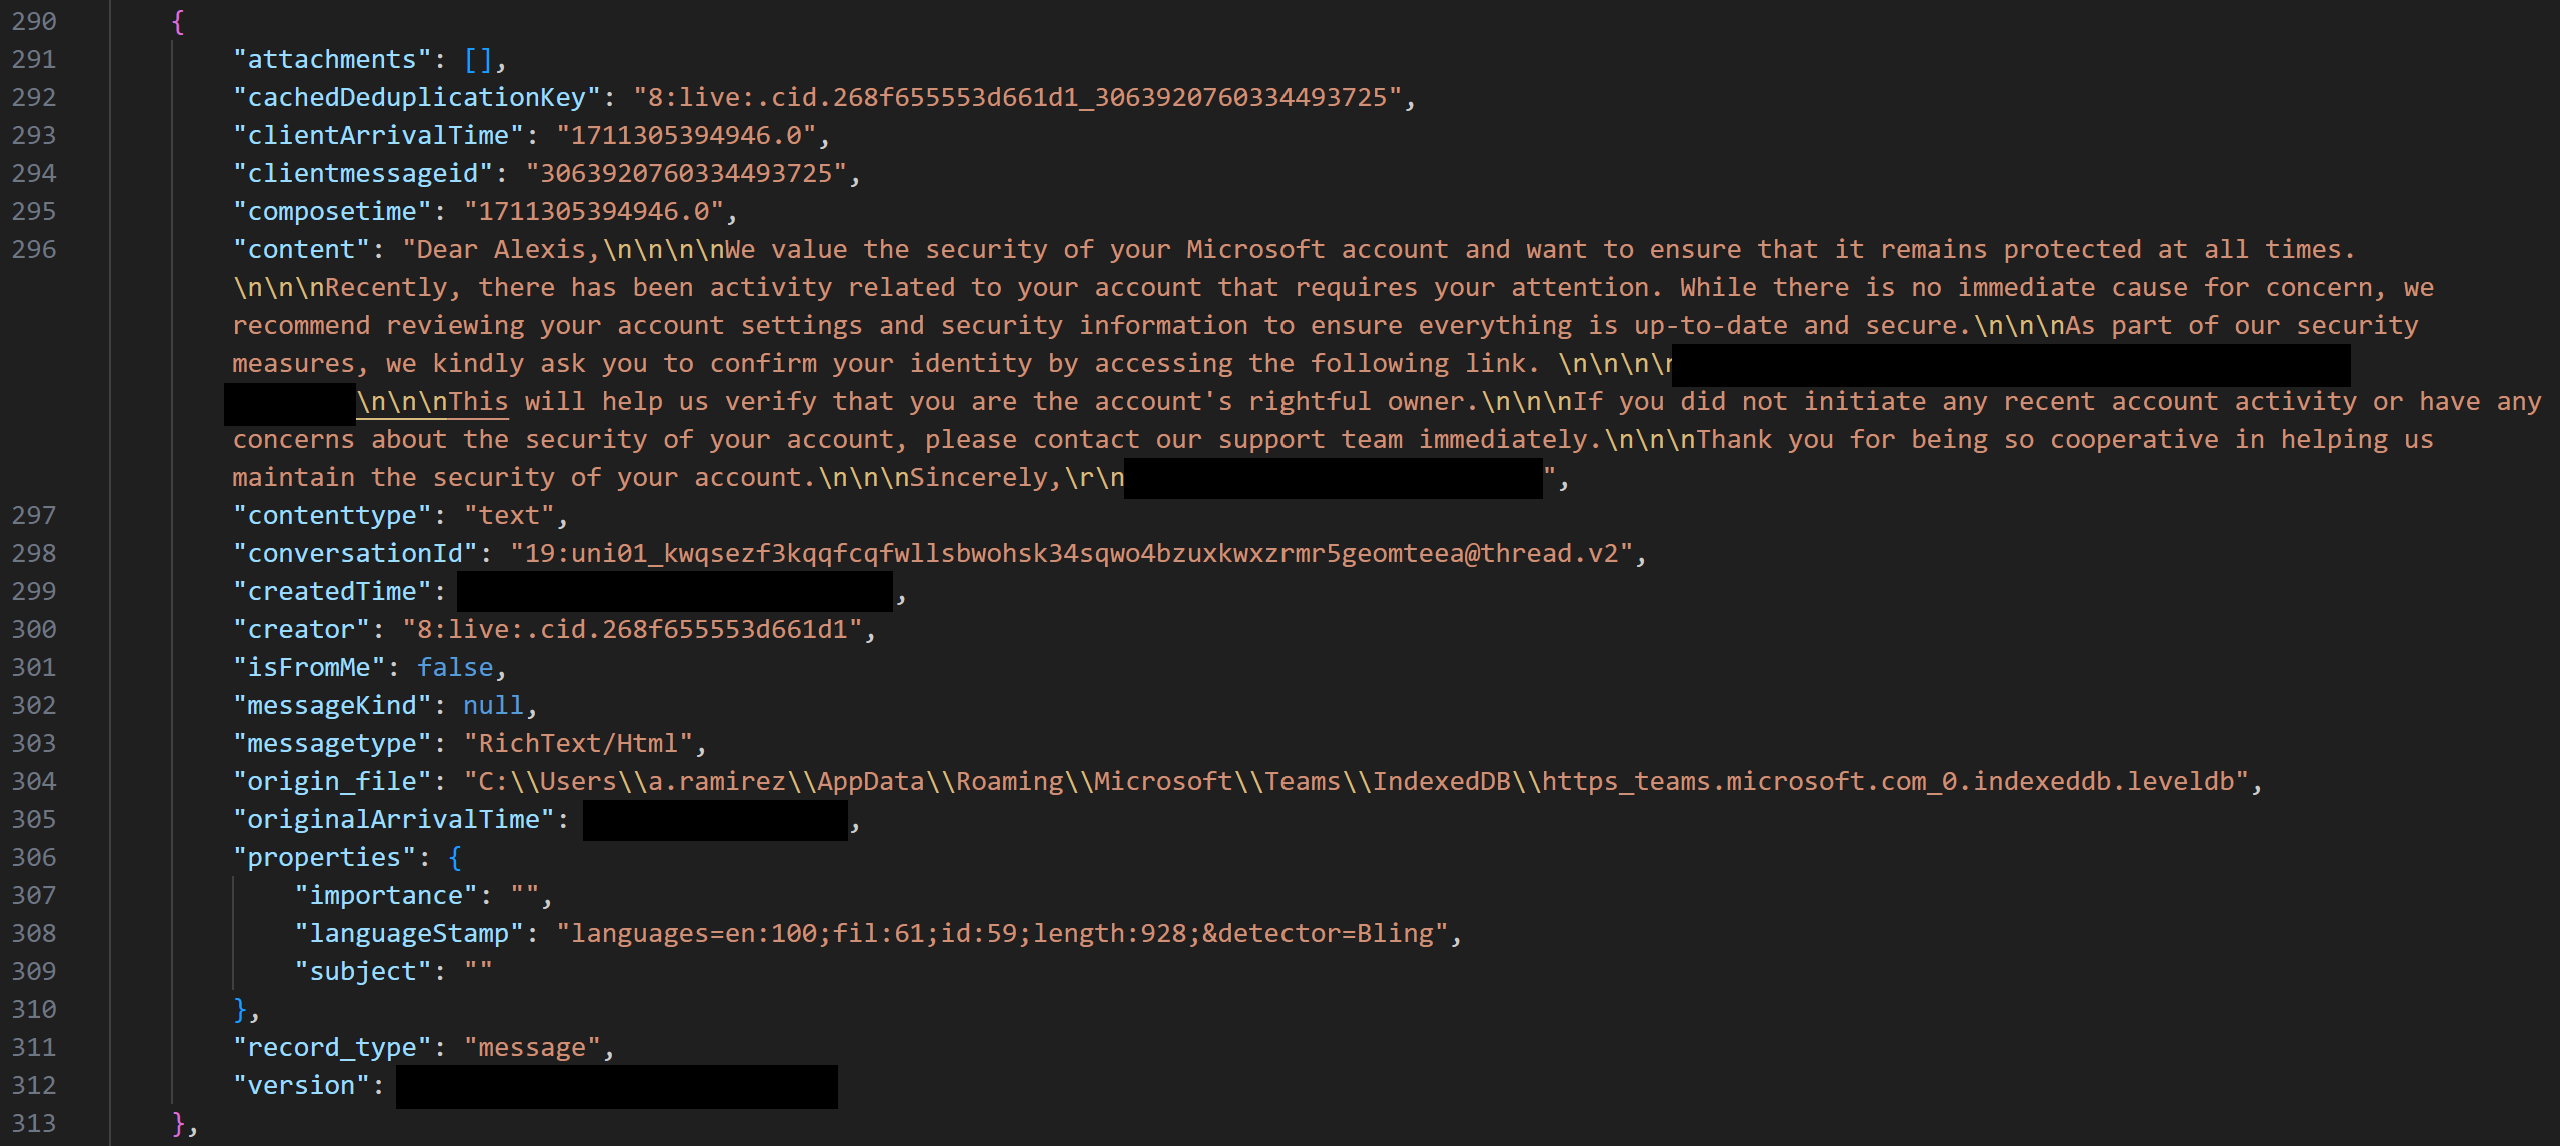 290 {
291 "attachments": [],
292 "cachedDeduplicationKey": "8:live:.cid.268f655553d661d1_3063920760334493725",
293 "clientArrivalTime": "1711305394946.0",
294 "clientmessageid": "3063920760334493725",
295 "composetime": "1711305394946.0",
296 "content": "Dear Alexis,\n\n\n\nWe value the security of your Microsoft account and want to ensure that it remains protected at all times.
\n\n\nRecently, there has been activity related to your account that requires your attention. While there is no immediate cause for concern, we
recommend reviewing your account settings and security information to ensure everything is up-to-date and secure.\n\n\nAs part of our security
measures, we kindly ask you to confirm your identity by accessing the following link. \n\n\n\n
\n\n\nThis will help us verify that you are the account's rightful owner.\n\n\nIf you did not initiate any recent account activity or have any
concerns about the security of your account, please contact our support team immediately.\n\n\nThank you for being so cooperative in helping us
maintain the security of your account.\n\n\nSincerely,\r\n",
297 "contenttype": "text",
298 "conversationId": "19:uni01_kwqsezf3kqqfcqfwllsbwohsk34sqwo4bzuxkwxzrmr5geomteea@thread.v2",
299 "createdTime": ,
300 "creator": "8:live:.cid.268f655553d661d1",
301 "isFromMe": false,
302 "messageKind": null,
303 "messagetype": "RichText/Html",
304 "origin_file": "C:\\Users\\a.ramirez\\AppData\\Roaming\\Microsoft\\Teams\\IndexedDB\\https_teams.microsoft.com_0.indexeddb.leveldb",
305 "originalArrivalTime": ,
306 "properties": {
307 "importance": "",
308 "languageStamp": "languages=en:100;fil:61;id:59;length:928;&detector=Bling",
309 "subject": ""
310 },
311 "record_type": "message",
312 "version":
313 },